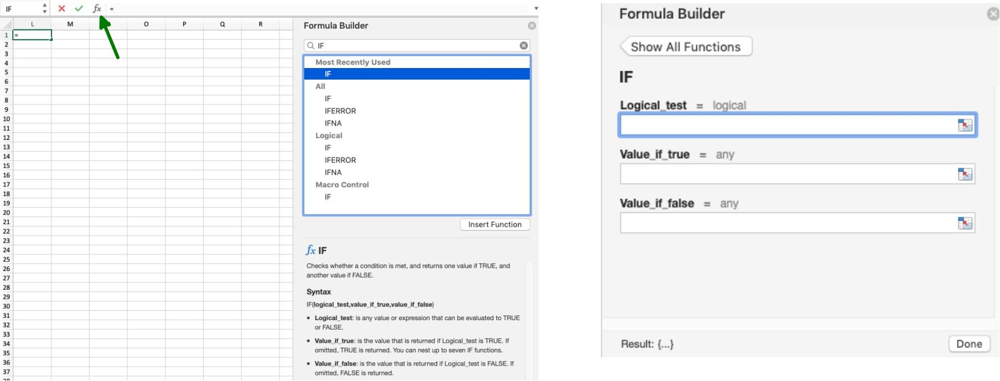 IF
fx =
L M O P Q R
1 =
2
3
4
5
6
7
8
9
10
11
12
13
14
15
16
17
18
19
20
21
22
23
24
25
26
27
28
29
30
31
32
33
34
35
36
37
Formula Builder
IF
Most Recently Used
IF
All
IF
IFERROR
IFNA
Logical
IF
IFERROR
IFNA
Macro Control
IF
Insert Function
fx IF
Checks whether a condition is met, and returns one value if TRUE, and
another value if FALSE.
Syntax
IF(logical_test,value_if_true,value_if_false)
▪ Logical_test: is any value or expression that can be evaluated to TRUE
or FALSE.
▪ Value_if_true: is the value that is returned if Logical_test is TRUE. If
omitted, TRUE is returned. You can nest up to seven IF functions.
▪ Value_if_false: is the value that is returned if Logical_test is FALSE. If
omitted, FALSE is returned.
Formula Builder
Show All Functions
IF
Logical_test = logical
Value_if_true = any
Value_if_false = any
Result: {...}
Done